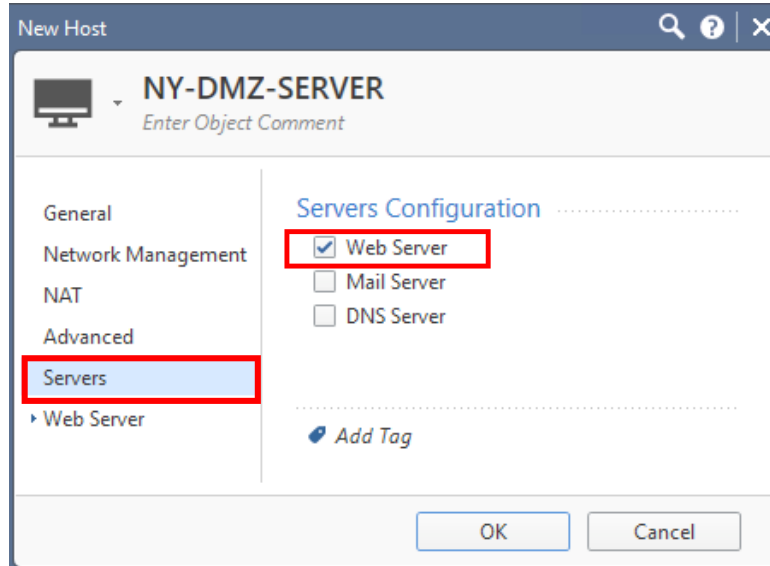 New Host
NY-DMZ-SERVER
Enter Object Comment
General
Network Management
NAT
Advanced
Servers
Web Server
Servers Configuration
Web Server
Mail Server
DNS Server
Add Tag
OK
Cancel